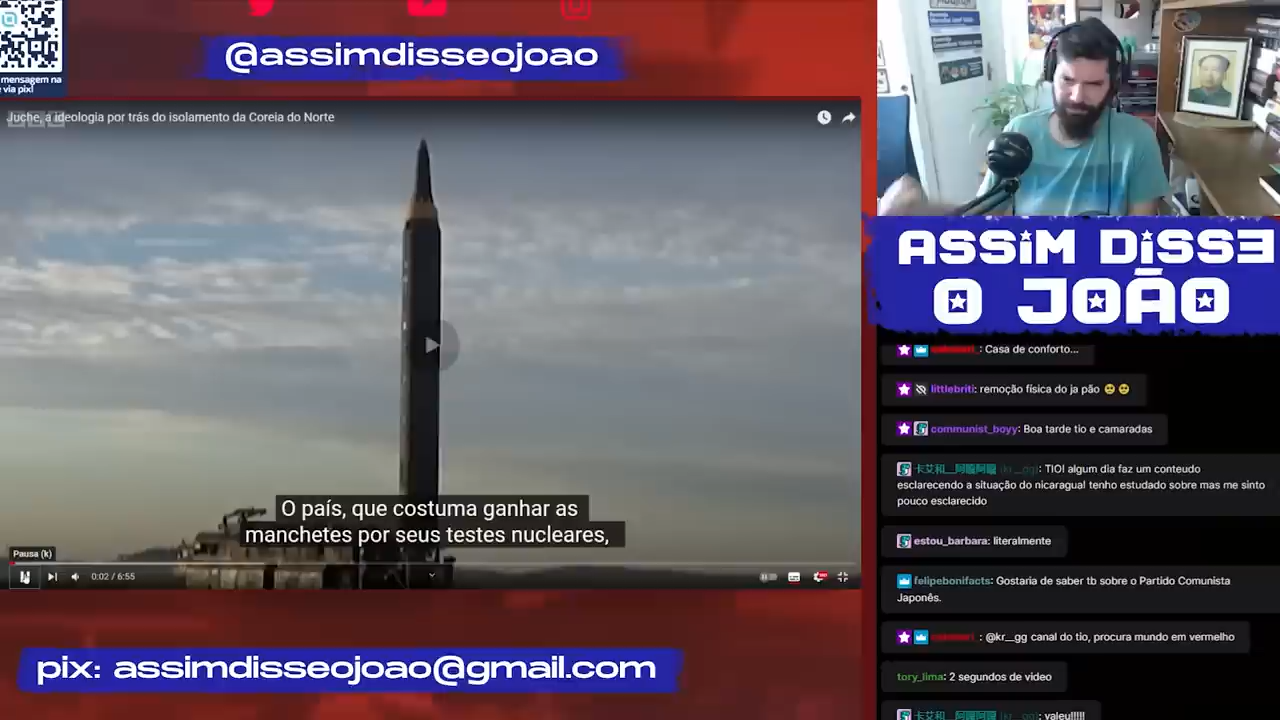 mensagem na
e via pix!
@assimdisseojoao
Juche, a ideologia por trás do isolamento da Coreia do Norte
O país, que costuma ganhar as
manchetes por seus testes nucleares,
Pausa (k)
0:02 / 6:55
pix: assimdisseojoao@gmail.com
ASSIM DISSE
O JOÃO
: Casa de conforto...
littlebriti: remoção física do ja pão 🥺🥺
communist_boyy: Boa tarde tio e camaradas
(kr__gg): TIO! algum dia faz um conteudo
esclarecendo a situação do nicaragua! tenho estudado sobre mas me sinto
pouco esclarecido
estou_barbara: literalmente
felipebonifacts: Gostaria de saber tb sobre o Partido Comunista
Japonês.
: @kr__gg canal do tio, procura mundo em vermelho
tory_lima: 2 segundos de video
(kr__gg): valeu!!!!!